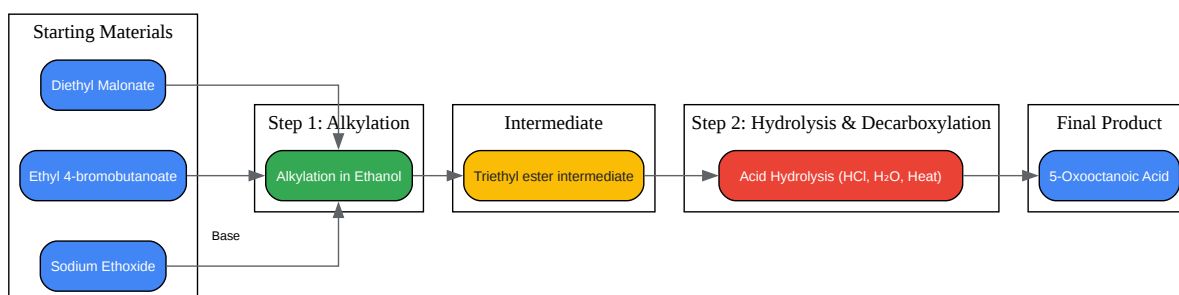 Starting Materials
Diethyl Malonate
Ethyl 4-bromobutanoate
Sodium Ethoxide
Base
Step 1: Alkylation
Alkylation in Ethanol
Intermediate
Triethyl ester intermediate
Step 2: Hydrolysis & Decarboxylation
Acid Hydrolysis (HCl, H₂O, Heat)
Final Product
5-Oxooctanoic Acid